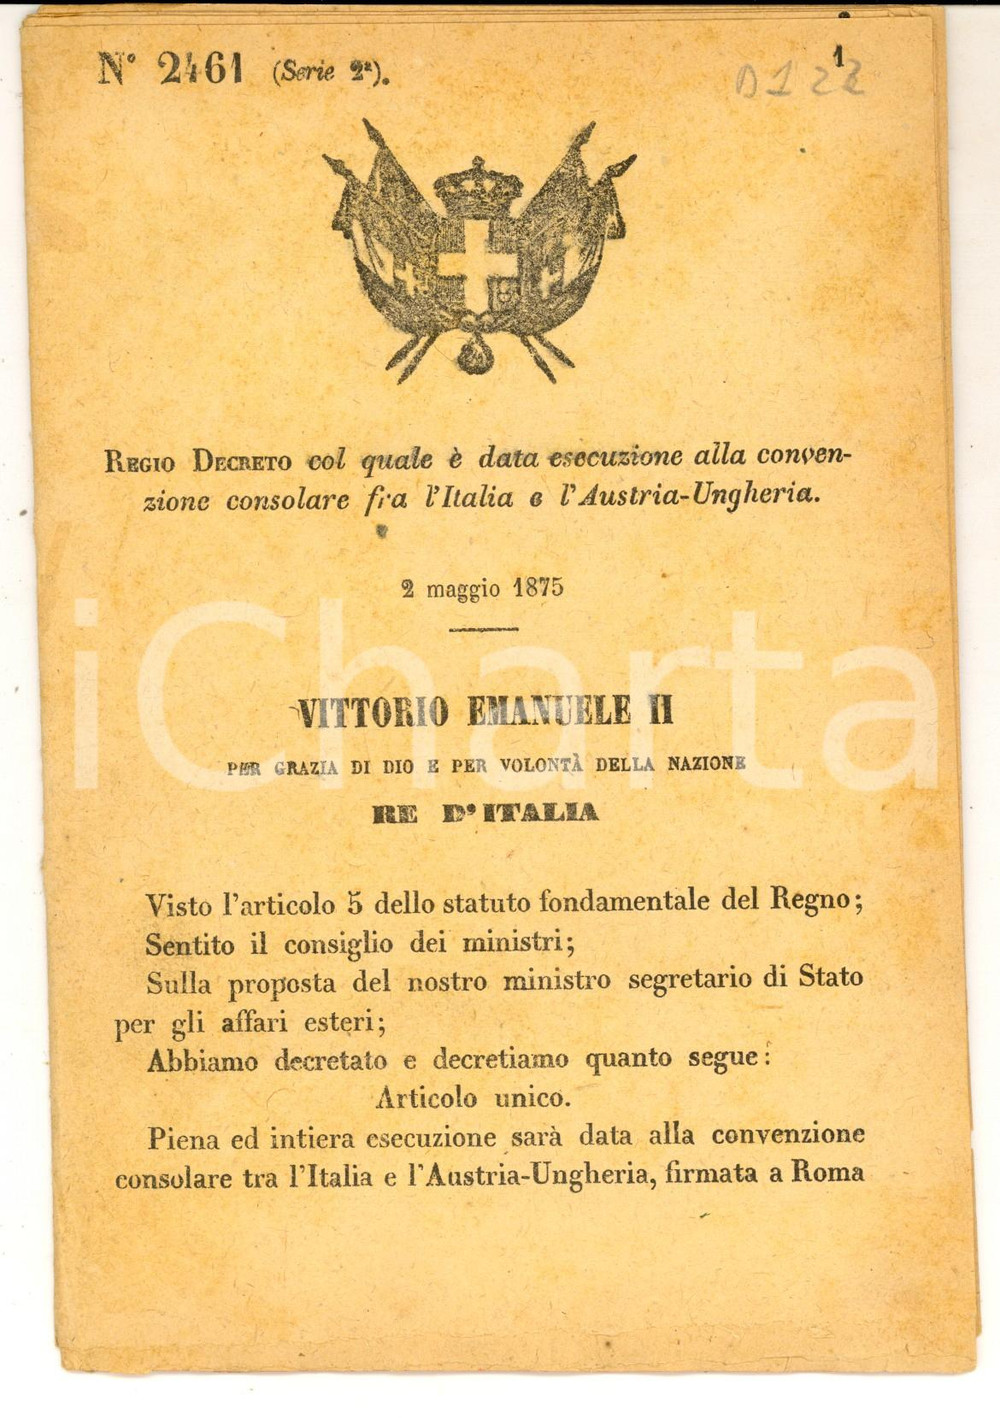 N° 2461 (Serie 2ª).
1
D 122
REGIO DECRETO col quale è data esecuzione alla conven-
zione consolare fra l'Italia e l'Austria-Ungheria.
2 maggio 1875
VITTORIO EMANUELE II
PER GRAZIA DI DIO E PER VOLONTÀ DELLA NAZIONE
RE D'ITALIA
Visto l'articolo 5 dello statuto fondamentale del Regno;
Sentito il consiglio dei ministri;
Sulla proposta del nostro ministro segretario di Stato
per gli affari esteri;
Abbiamo decretato e decretiamo quanto segue:
Articolo unico.
Piena ed intiera esecuzione sarà data alla convenzione
consolare tra l'Italia e l'Austria-Ungheria, firmata a Roma
iCharta